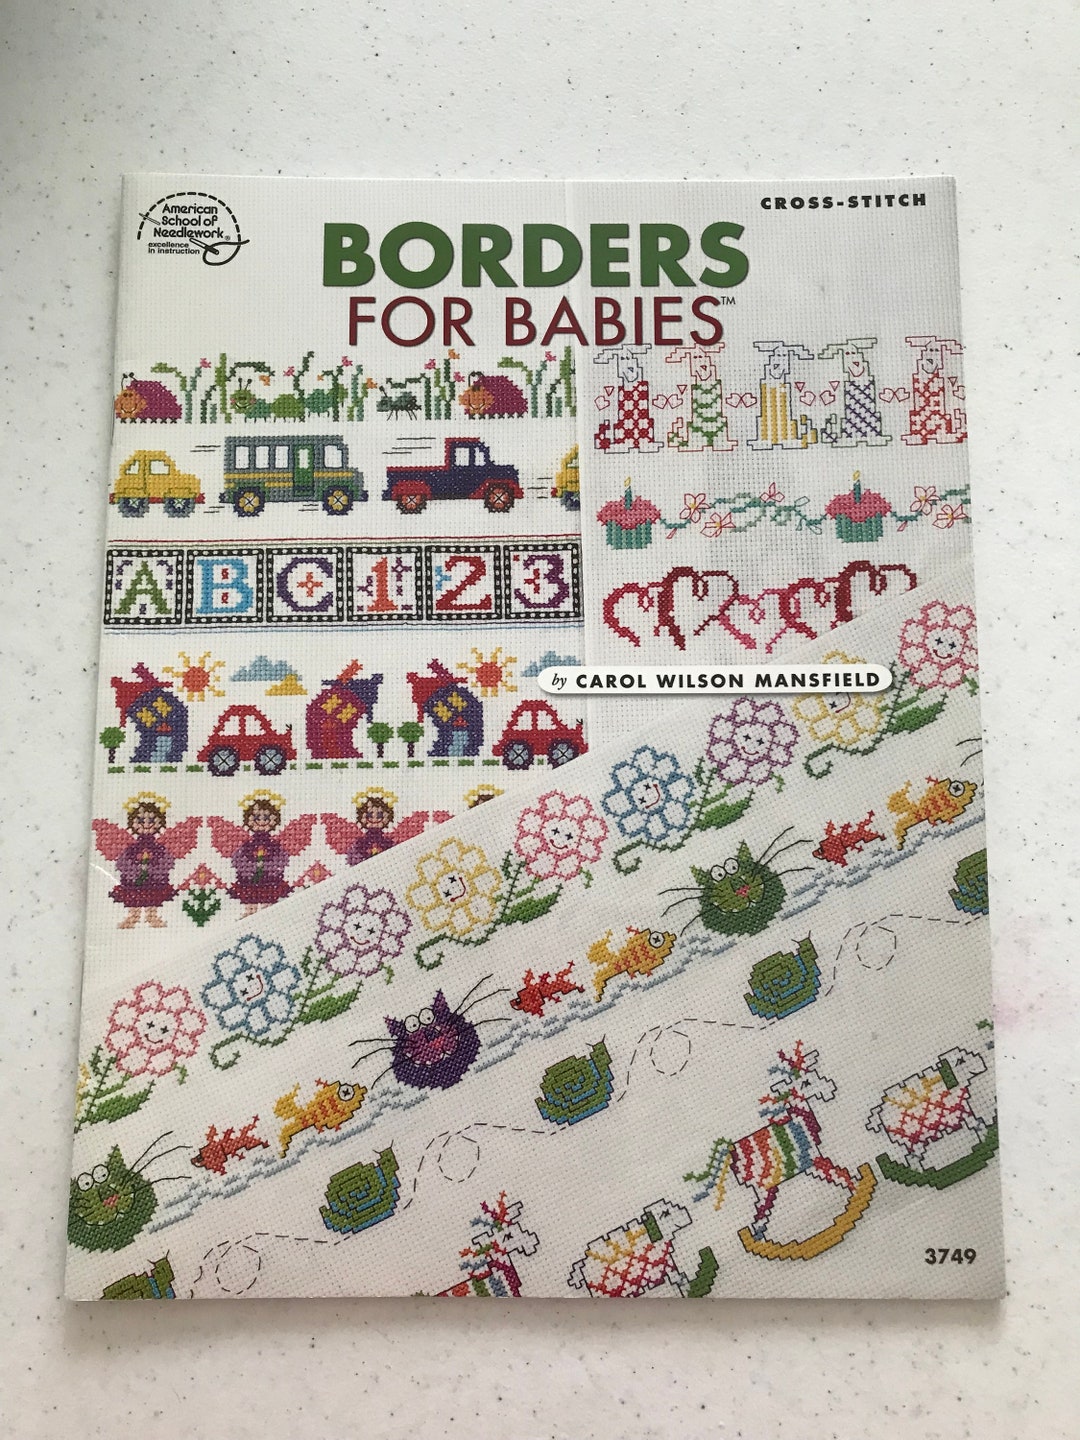 American
School of
Needlework®
excellence
in instruction
CROSS-STITCH
BORDERS
FOR BABIES™
ABC123
by CAROL WILSON MANSFIELD
3749